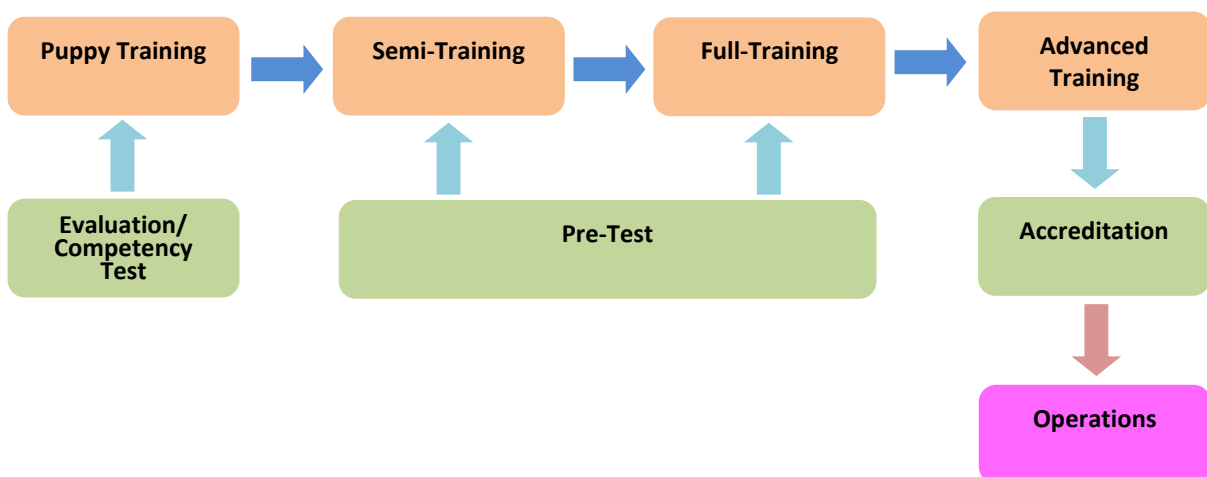 Puppy Training
Semi-Training
Full-Training
Advanced
Training
Evaluation/
Competency
Test
Pre-Test
Accreditation
Operations